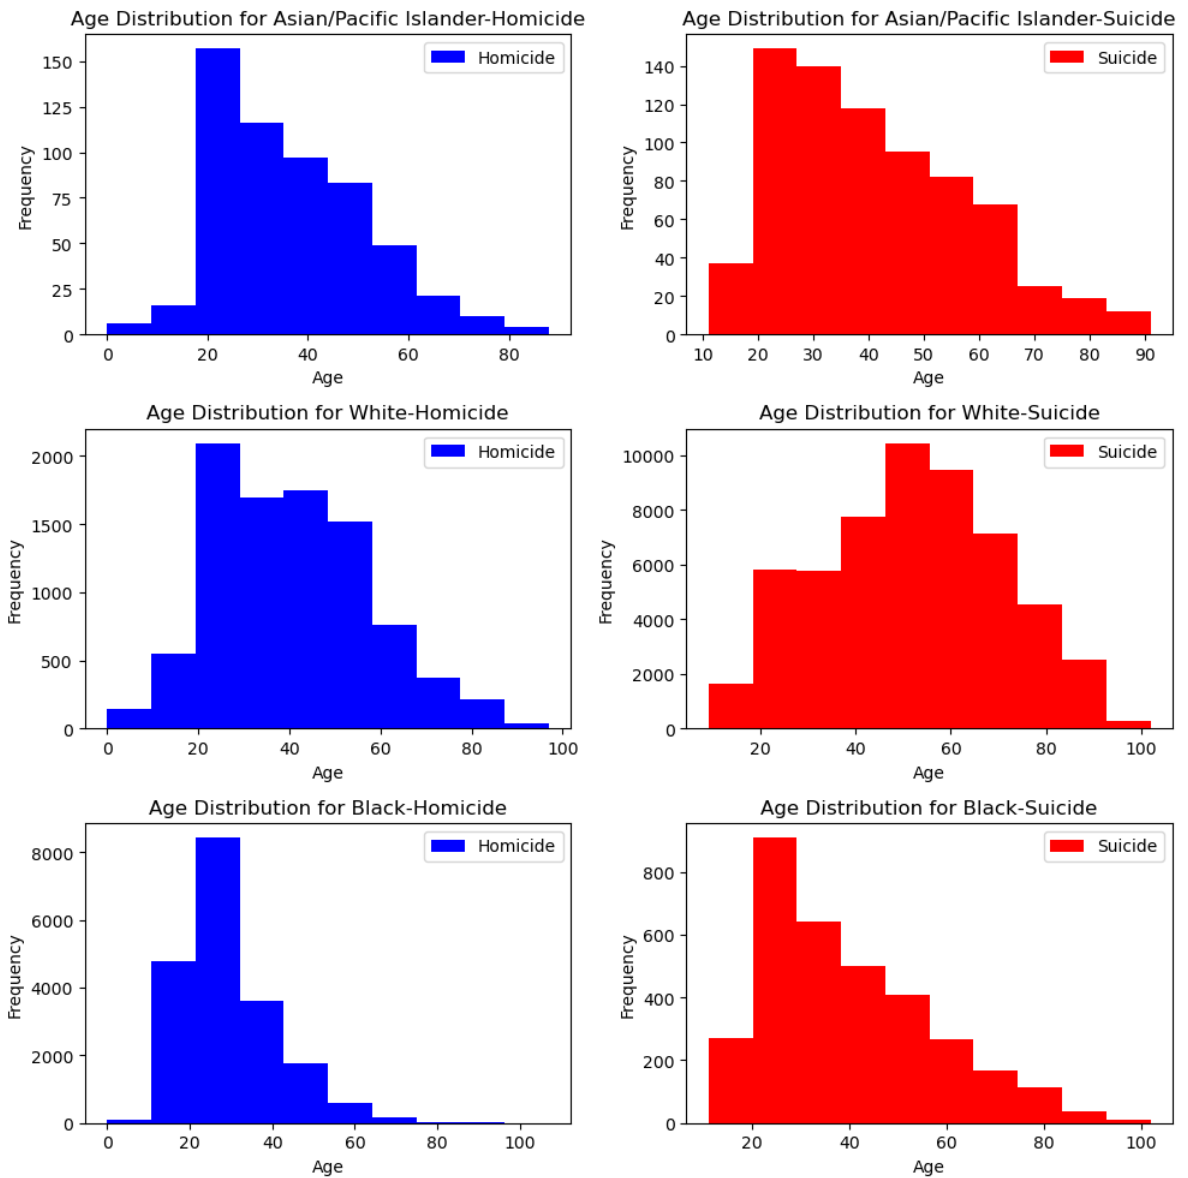 Age Distribution for Asian/Pacific Islander-Homicide
150
125
100
75
50
25
0
Frequency
Homicide
0 20 40 60 80
Age
Age Distribution for Asian/Pacific Islander-Suicide
140
120
100
80
60
40
20
0
Frequency
Suicide
10 20 30 40 50 60 70 80 90
Age
Age Distribution for White-Homicide
2000
1500
1000
500
0
Frequency
Homicide
0 20 40 60 80 100
Age
Age Distribution for White-Suicide
10000
8000
6000
4000
2000
0
Frequency
Suicide
20 40 60 80 100
Age
Age Distribution for Black-Homicide
8000
6000
4000
2000
0
Frequency
Homicide
0 20 40 60 80 100
Age
Age Distribution for Black-Suicide
800
600
400
200
0
Frequency
Suicide
20 40 60 80 100
Age